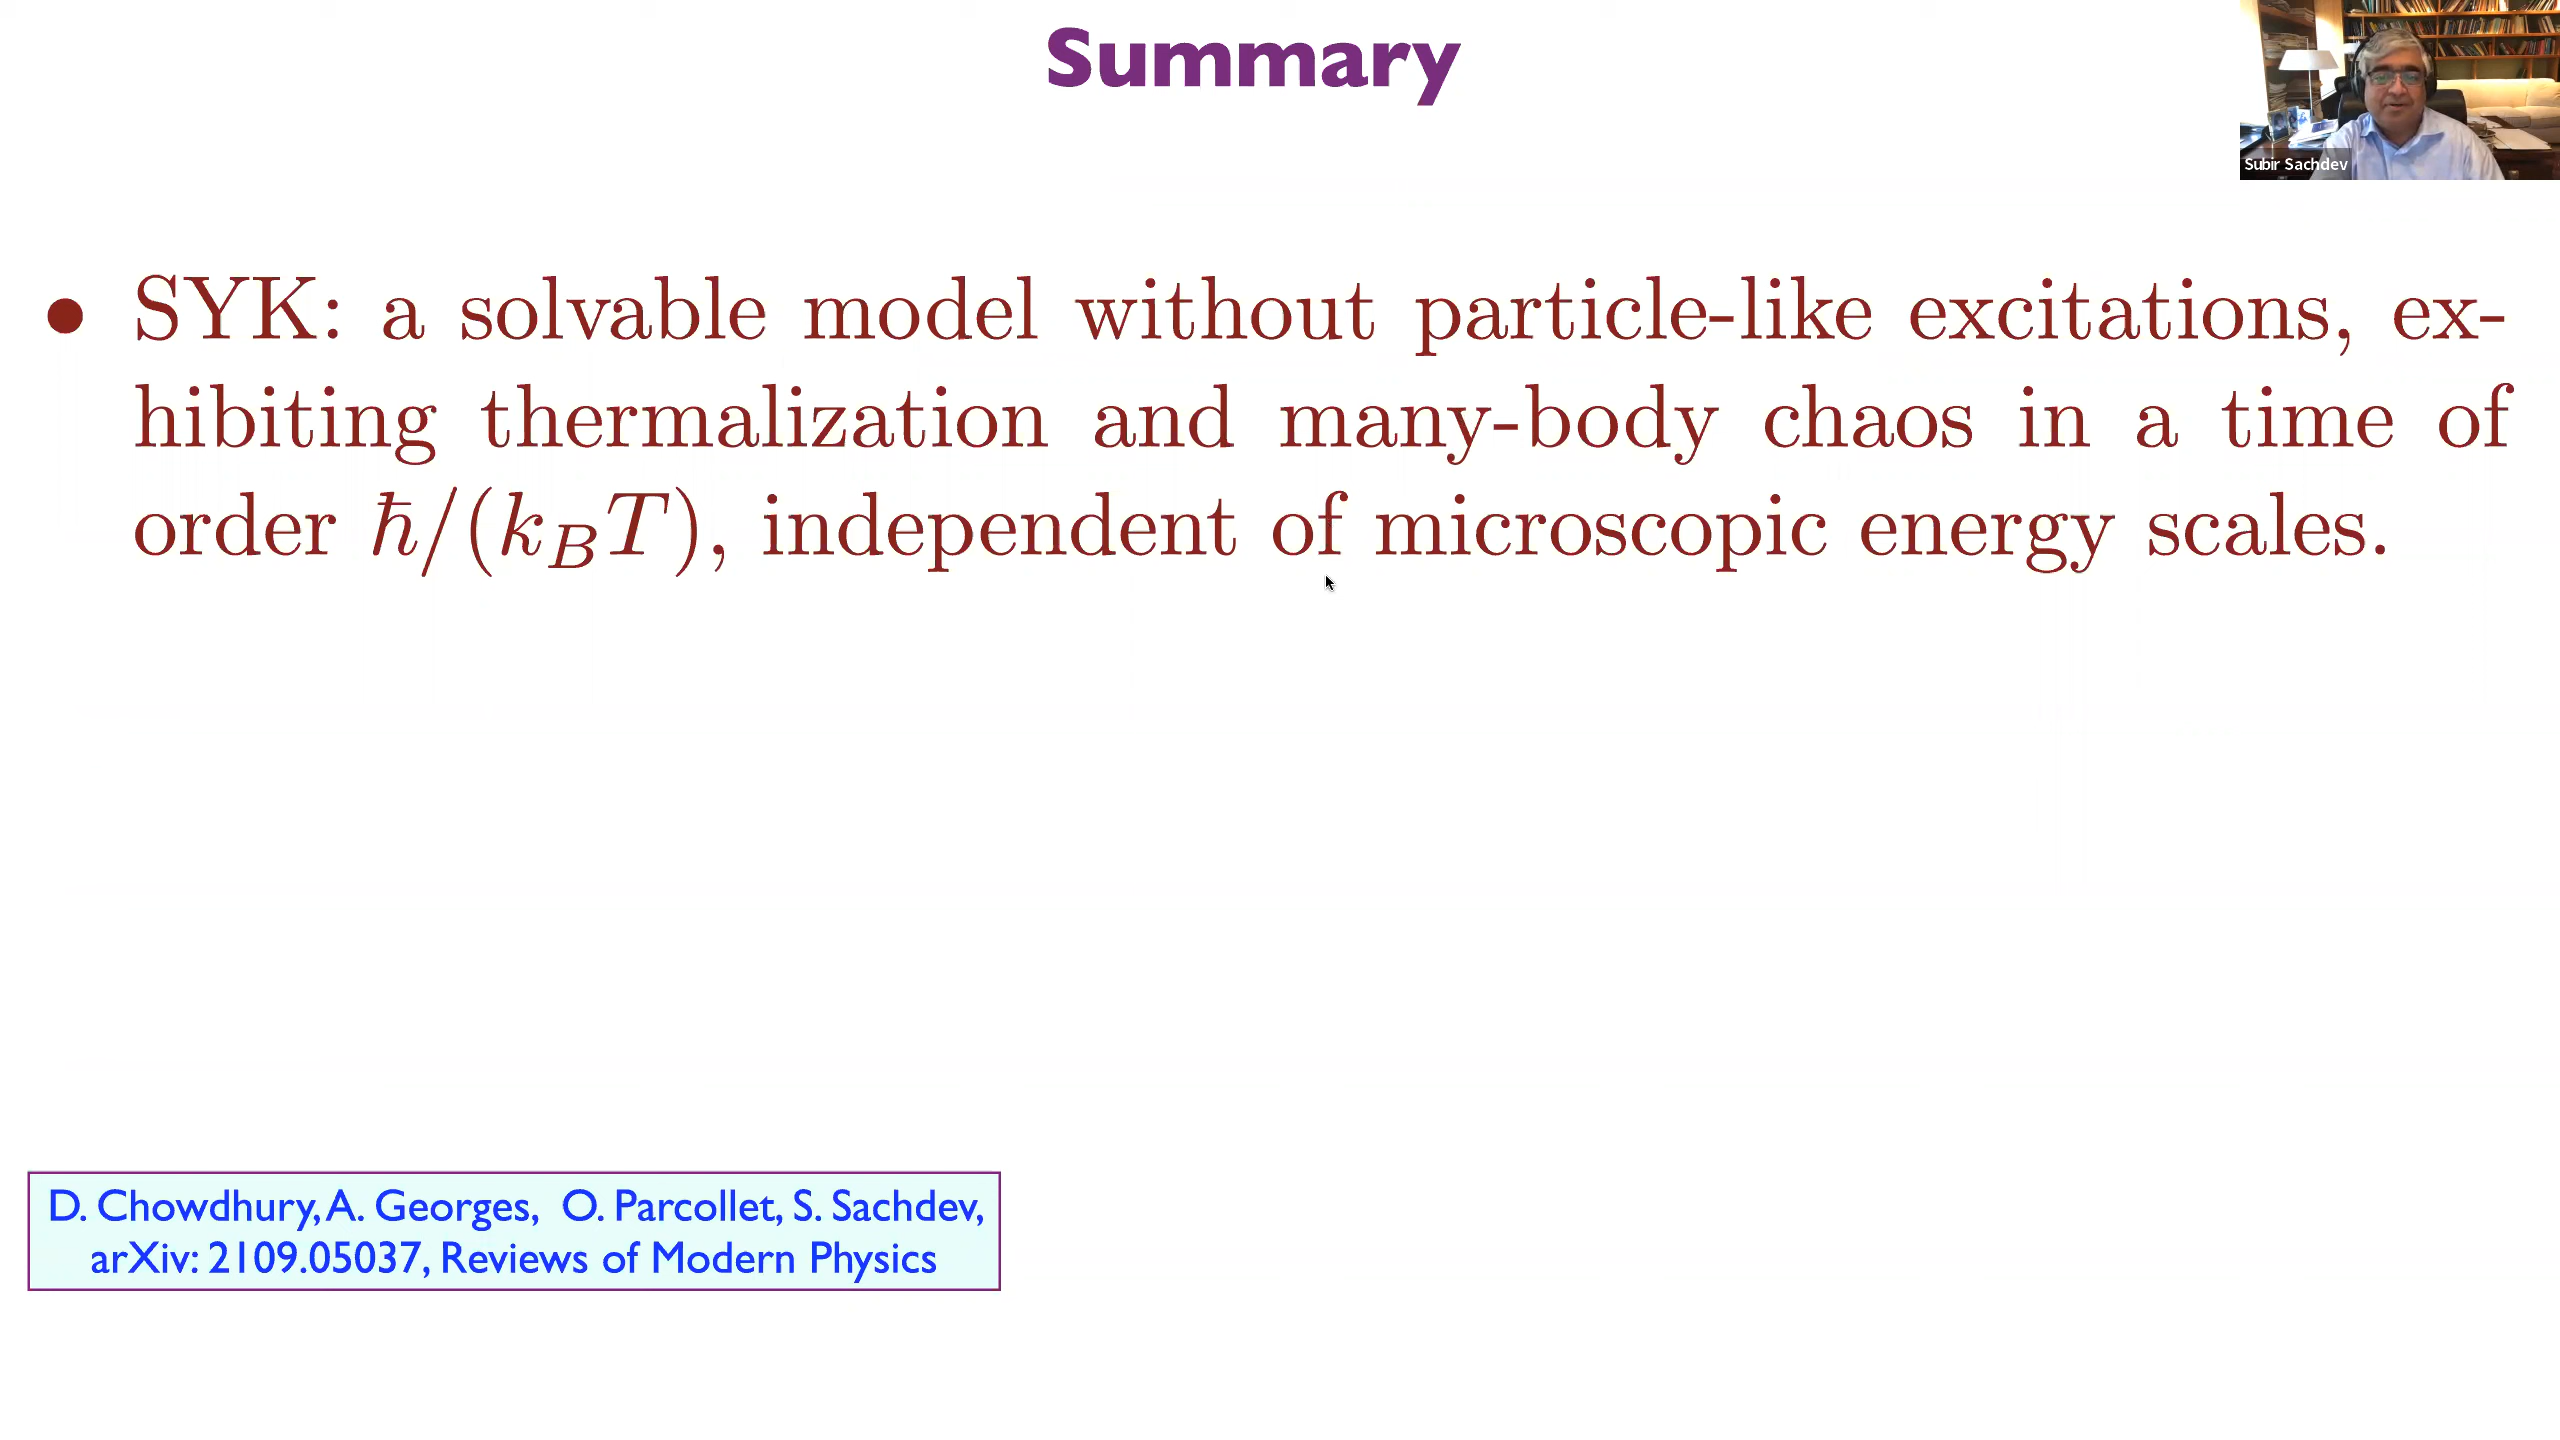 Summary
Subir Sachdev
• SYK: a solvable model without particle-like excitations, ex-
hibiting thermalization and many-body chaos in a time of
order ħ/(k_BT), independent of microscopic energy scales.
D. Chowdhury, A. Georges, O. Parcollet, S. Sachdev,
arXiv: 2109.05037, Reviews of Modern Physics